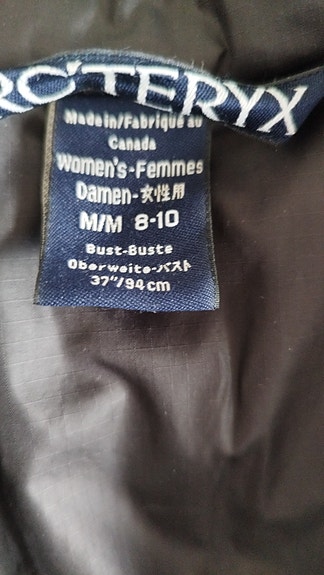 RC'TERYX
Made in/Fabriqué au
Canada
Women's-Femmes
Damen-女性用
M/M 8-10
Bust-Buste
Oberweite-バスト
37"/94cm